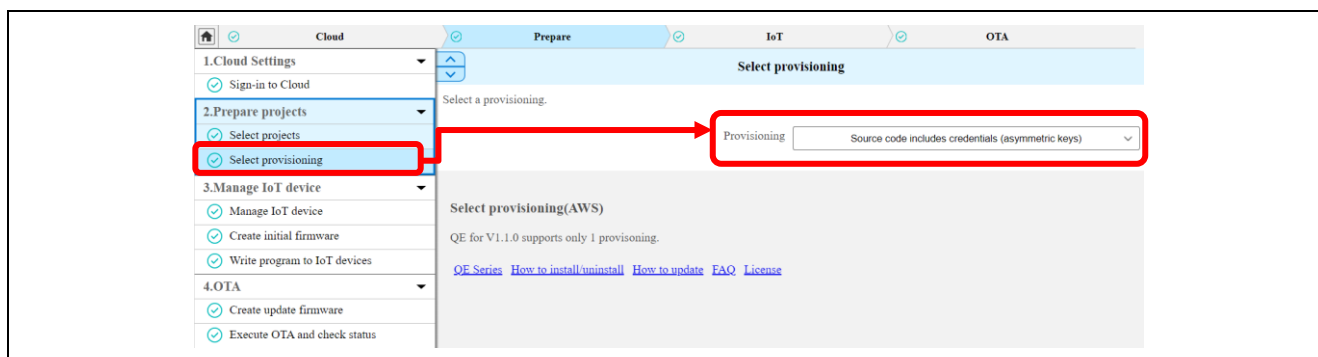 Cloud
Prepare
IoT
OTA
1.Cloud Settings
Sign-in to Cloud
2.Prepare projects
Select projects
Select provisioning
3.Manage IoT device
Manage IoT device
Create initial firmware
Write program to IoT devices
4.OTA
Create update firmware
Execute OTA and check status
Select provisioning
Select a provisioning.
Provisioning Source code includes credentials (asymmetric keys)
Select provisioning(AWS)
QE for V1.1.0 supports only 1 provisoning.
QE Series How to install/uninstall How to update FAQ License